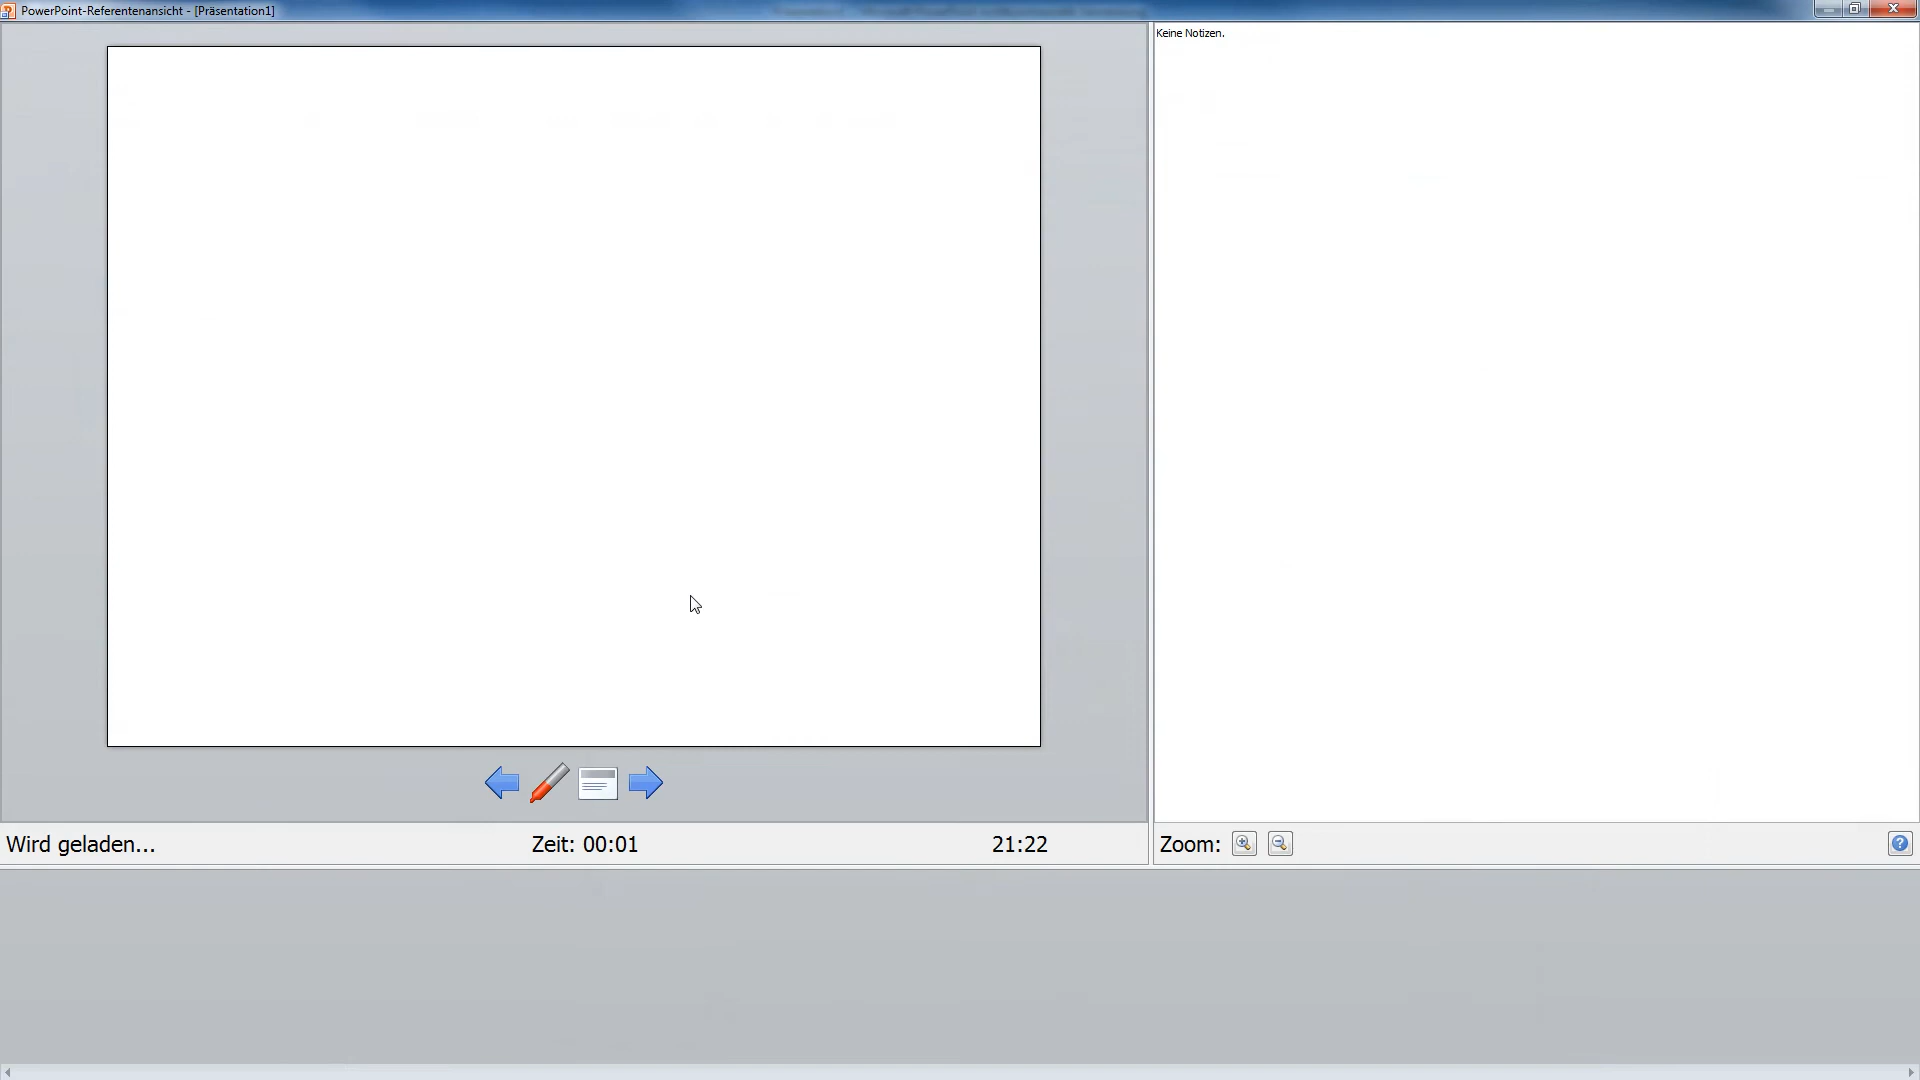 PowerPoint-Referentenansicht - [Präsentation1]
Keine Notizen.
Wird geladen...
Zeit: 00:01
21:22
Zoom: